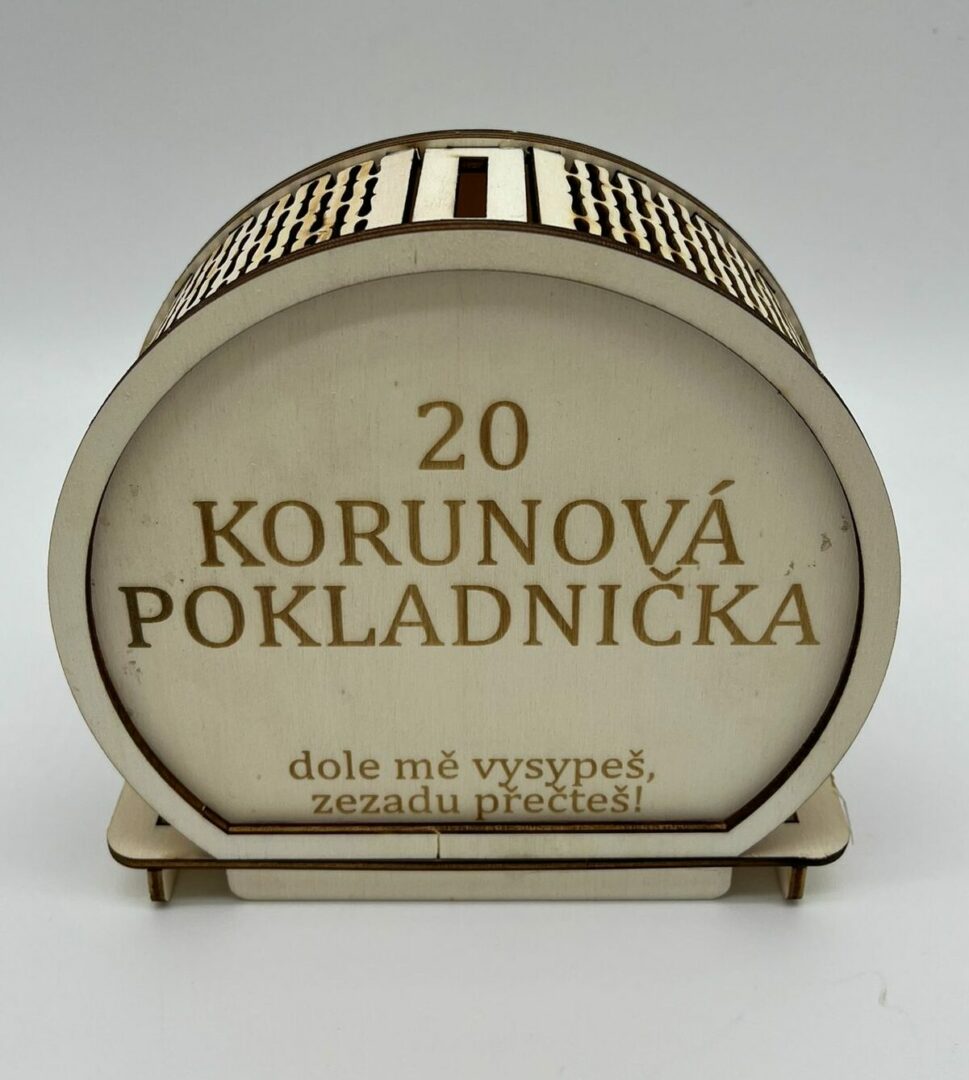 20
KORUNOVÁ
POKLADNIČKA
dole mě vysypeš,
zezadu přečteš!